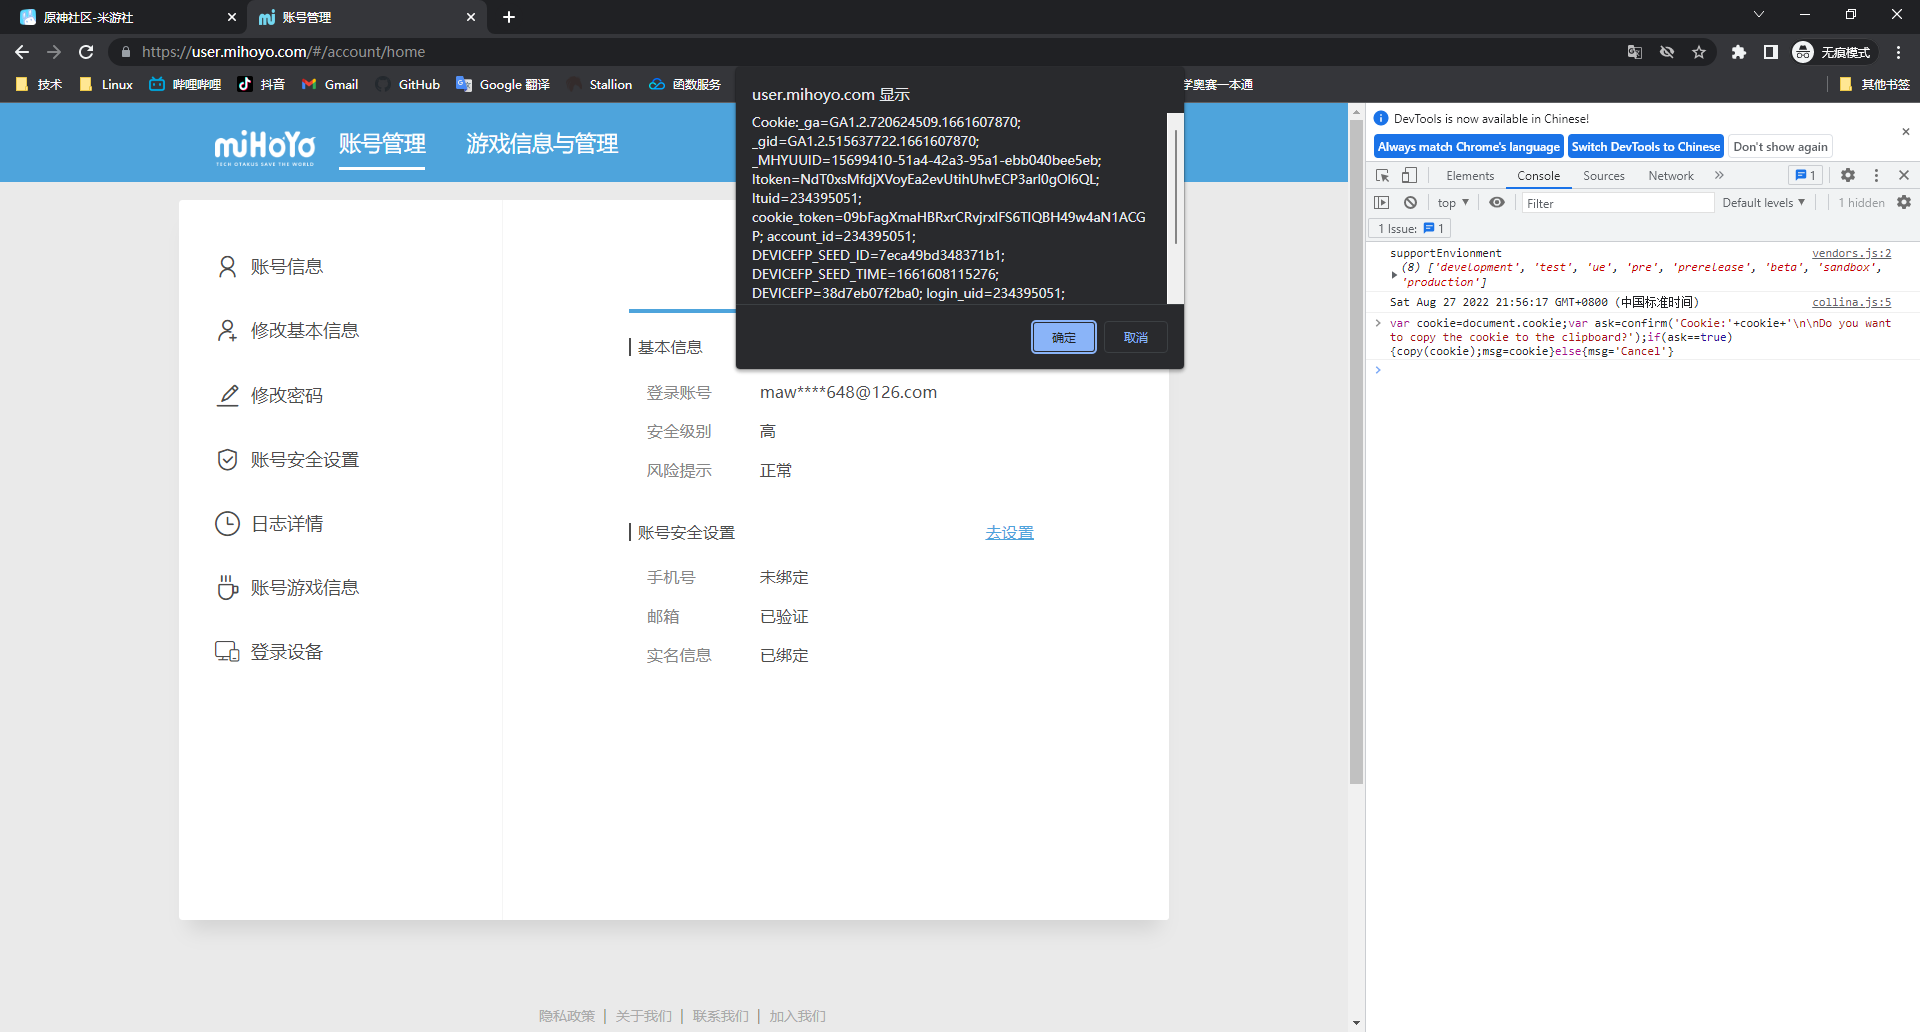 原神社区-米游社
账号管理
https://user.mihoyo.com/#/account/home
无痕模式
技术
Linux
哔哩哔哩
抖音
Gmail
GitHub
Google 翻译
Stallion
函数服务
学奥赛一本通
其他书签
miHoYo
TECH OTAKUS SAVE THE WORLD
账号管理
游戏信息与管理
账号信息
修改基本信息
修改密码
账号安全设置
日志详情
账号游戏信息
登录设备
user.mihoyo.com 显示
Cookie:_ga=GA1.2.720624509.1661607870;
_gid=GA1.2.515637722.1661607870;
_MHYUUID=15699410-51a4-42a3-95a1-ebb040bee5eb;
ltoken=NdT0xsMfdjXVoyEa2evUtihUhvECP3arI0gOl6QL;
ltuid=234395051;
cookie_token=09bFagXmaHBRxrCRvjrxIFS6TIQBH49w4aN1ACG
P; account_id=234395051;
DEVICEFP_SEED_ID=7eca49bd348371b1;
DEVICEFP_SEED_TIME=1661608115276;
DEVICEFP=38d7eb07f2ba0; login_uid=234395051;
确定
取消
基本信息
登录账号 maw****648@126.com
安全级别 高
风险提示 正常
账号安全设置 去设置
手机号 未绑定
邮箱 已验证
实名信息 已绑定
隐私政策 | 关于我们 | 联系我们 | 加入我们
DevTools is now available in Chinese!
Always match Chrome's language
Switch DevTools to Chinese
Don't show again
Elements
Console
Sources
Network
1
top
Filter
Default levels
1 hidden
1 Issue: 1
supportEnvionment vendors.js:2
(8) ['development', 'test', 'ue', 'pre', 'prerelease', 'beta', 'sandbox',
'production']
Sat Aug 27 2022 21:56:17 GMT+0800 (中国标准时间) collina.js:5
var cookie=document.cookie;var ask=confirm('Cookie:'+cookie+'\n\nDo you want
to copy the cookie to the clipboard?');if(ask==true)
{copy(cookie);msg=cookie}else{msg='Cancel'}